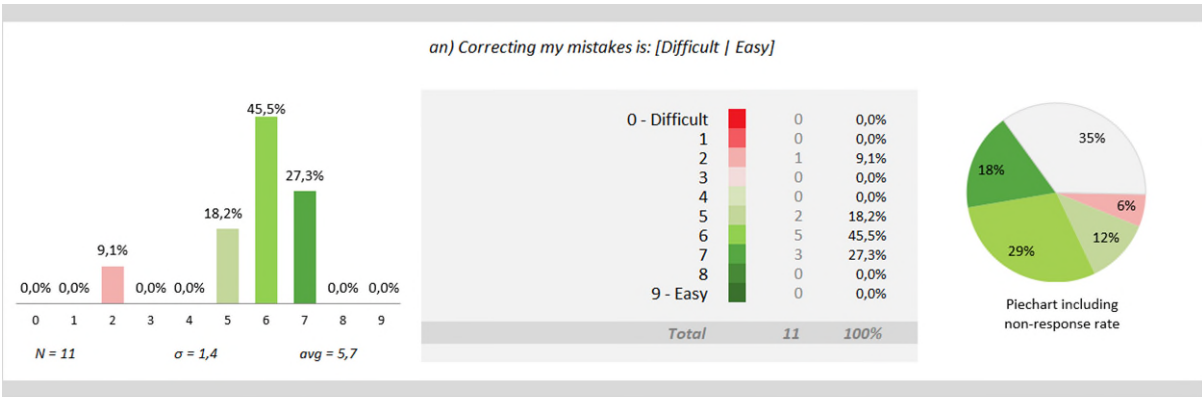 an) Correcting my mistakes is: [Difficult | Easy]
45,5%
27,3%
18,2%
9,1%
0,0% 0,0% 0,0% 0,0% 0,0% 0,0%
0 1 2 3 4 5 6 7 8 9
N = 11 σ = 1,4 avg = 5,7
0 - Difficult 0 0,0%
1 0 0,0%
2 1 9,1%
3 0 0,0%
4 0 0,0%
5 2 18,2%
6 5 45,5%
7 3 27,3%
8 0 0,0%
9 - Easy 0 0,0%
Total 11 100%
35%
18%
6%
12%
29%
Piechart including
non-response rate